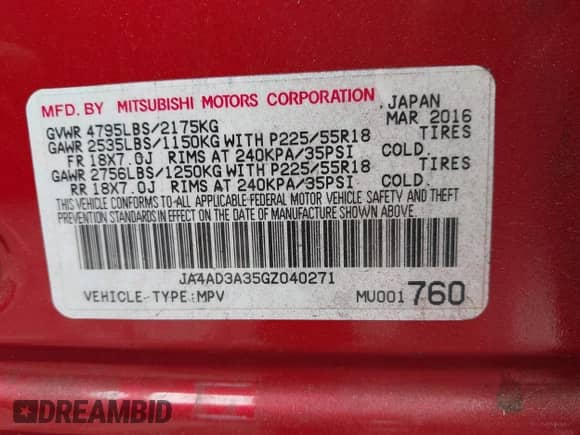 MFD. BY MITSUBISHI MOTORS CORPORATION .JAPAN
GVWR 4795LBS/2175KG MAR 2016
GAWR 2535LBS/1150KG WITH P225/55R18 TIRES
FR 18X7.0J RIMS AT 240KPA/35PSI COLD.
GAWR 2756LBS/1250KG WITH P225/55R18 TIRES
RR 18X7.0J RIMS AT 240KPA/35PSI COLD.
THIS VEHICLE CONFORMS TO ALL APPLICABLE FEDERAL MOTOR VEHICLE SAFETY AND THEFT
PREVENTION STANDARDS IN EFFECT ON THE DATE OF MANUFACTURE SHOWN ABOVE.
JA4AD3A35GZ040271
VEHICLE-TYPE:MPV MU001 760
DREAMBID